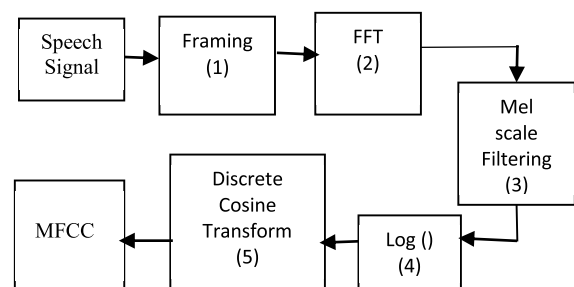 Speech
Signal
Framing
(1)
FFT
(2)
Mel
scale
Filtering
(3)
Log ()
(4)
Discrete
Cosine
Transform
(5)
MFCC